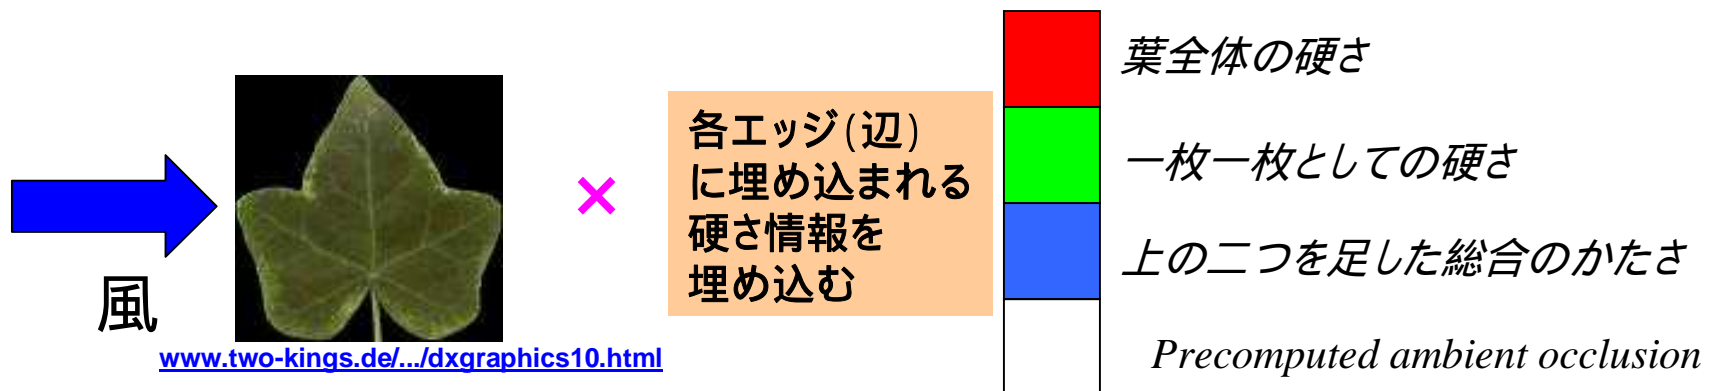 風
www.two-kings.de/.../dxgraphics10.html
×
各エッジ(辺)
に埋め込まれる
硬さ情報を
埋め込む
葉全体の硬さ
一枚一枚としての硬さ
上の二つを足した総合のかたさ
Precomputed ambient occlusion